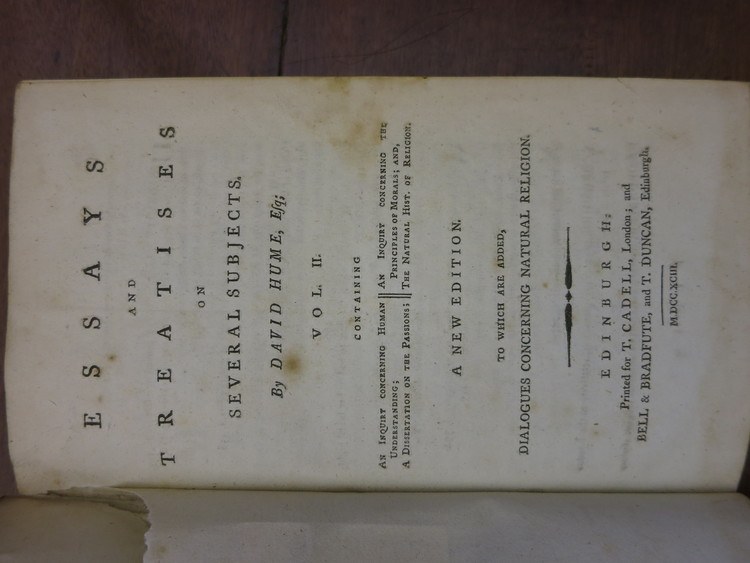 ESSAYS
AND
TREATISES
ON
SEVERAL SUBJECTS.
By DAVID HUME, Esq;
VOL. II.
CONTAINING
AN INQUIRY CONCERNING HUMAN UNDERSTANDING;
A DISSERTATION ON THE PASSIONS;
AN INQUIRY CONCERNING THE PRINCIPLES OF MORALS; AND,
THE NATURAL HIST. OF RELIGION.
A NEW EDITION.
TO WHICH ARE ADDED,
DIALOGUES CONCERNING NATURAL RELIGION.
EDINBURGH:
Printed for T. CADELL, London; and
BELL & BRADFUTE, and T. DUNCAN, Edinburgh.
M.DCC.XCIII.